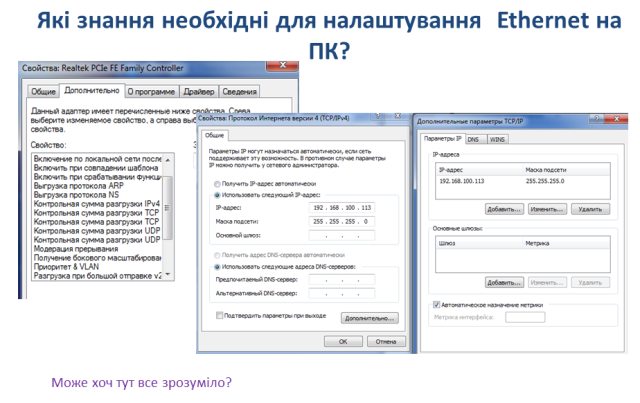 Які знання необхідні для налаштування Ethernet на
ПК?
Свойства: Realtek PCIe FE Family Controller
Общие Дополнительно О программе Драйвер Сведения
Данный адаптер имеет перечисленные ниже свойства. Слева
выберите изменяемое свойство, а справа
свойства.
Свойство:
Включение по локальной сети после
Включить при совпадении шаблона
Включить при срабатывании функци
Выгрузка протокола ARP
Выгрузка протокола NS
Контрольная сумма разгрузки IPv4
Контрольная сумма разгрузки TCP
Контрольная сумма разгрузки TCP
Контрольная сумма разгрузки UDP
Контрольная сумма разгрузки UDP
Модерация прерывания
Получение бокового масштабирован
Приоритет & VLAN
Разгрузка при большой отправке v2
Свойства: Протокол Интернета версии 4 (TCP/IPv4)
Общие
Параметры IP могут назначаться автоматически, если сеть
поддерживает эту возможность. В противном случае параметры
IP можно получить у сетевого администратора.
Получить IP-адрес автоматически
Использовать следующий IP-адрес:
IP-адрес: 192 . 168 . 100 . 113
Маска подсети: 255 . 255 . 255 . 0
Основной шлюз: . . .
Получить адрес DNS-сервера автоматически
Использовать следующие адреса DNS-серверов:
Предпочитаемый DNS-сервер: . . .
Альтернативный DNS-сервер: . . .
Подтвердить параметры при выходе Дополнительно...
OK Отмена
Дополнительные параметры TCP/IP
Параметры IP DNS WINS
IP-адреса
IP-адрес Маска подсети
192.168.100.113 255.255.255.0
Добавить... Изменить... Удалить
Основные шлюзы:
Шлюз Метрика
Добавить... Изменить... Удалить
Автоматическое назначение метрики
Метрика интерфейса:
Може хоч тут все зрозуміло?